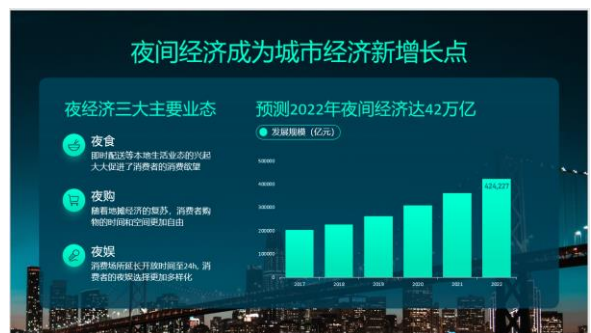 夜间经济成为城市经济新增长点
夜经济三大主要业态
夜食
即时配送等本地生活业态的兴起
大大促进了消费者的消费欲望
夜购
随着地摊经济的复苏，消费者购
物的时间和空间更加自由
夜娱
消费场所延长开放时间至24h, 消
费者的夜娱选择更加多样化
预测2022年夜间经济达42万亿
发展规模（亿元）
500000
400000
300000
200000
100000
0
424,227
2017 2018 2019 2020 2021 2022